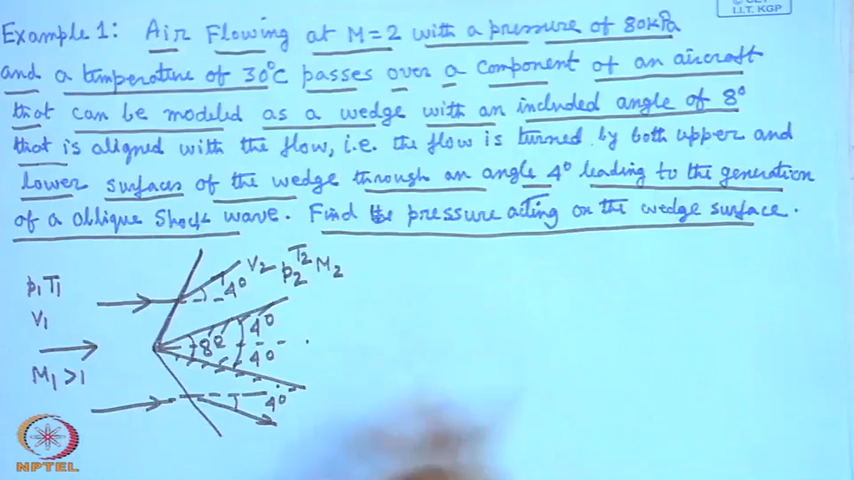 I.I.T. KGP
Example 1: Air Flowing at M=2 with a pressure of 80kPa
and a temperature of 30°C passes over a component of an aircraft
that can be modeled as a wedge with an included angle of 8°
that is aligned with the flow, i.e. the flow is turned by both upper and
lower surfaces of the wedge through an angle 4° leading to the generation
of a oblique shock wave. Find the pressure acting on the wedge surface.
p₁ T₁
V₁
M₁ >1
4°
V₂
p₂ T₂ M₂
8°
4°
4°
4°
NPTEL